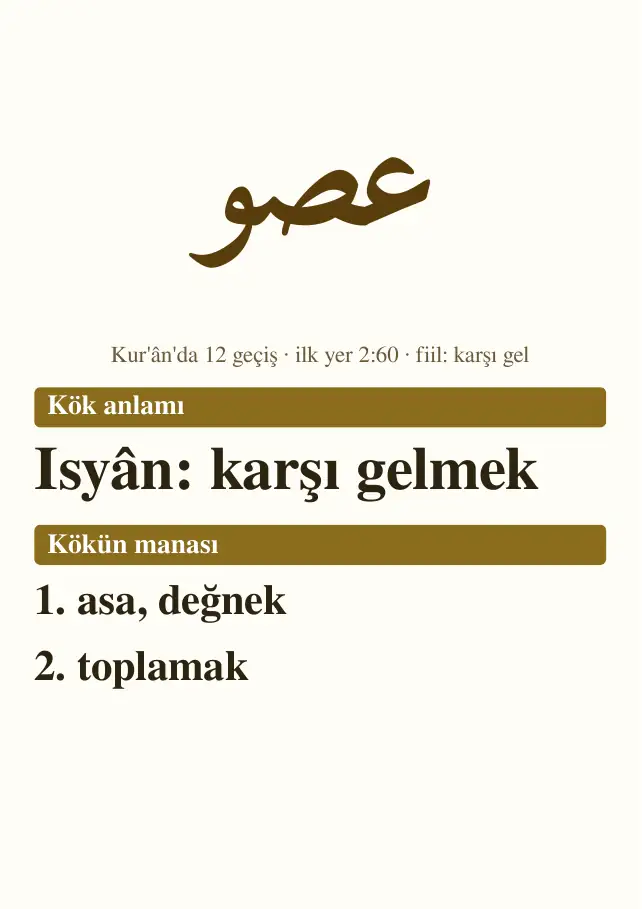 عصو
Kur'ân'da 12 geçiş · ilk yer 2:60 · fiil: karşı gel
Kök anlamı
Isyân: karşı gelmek
Kökün manası
1. asa, değnek
2. toplamak